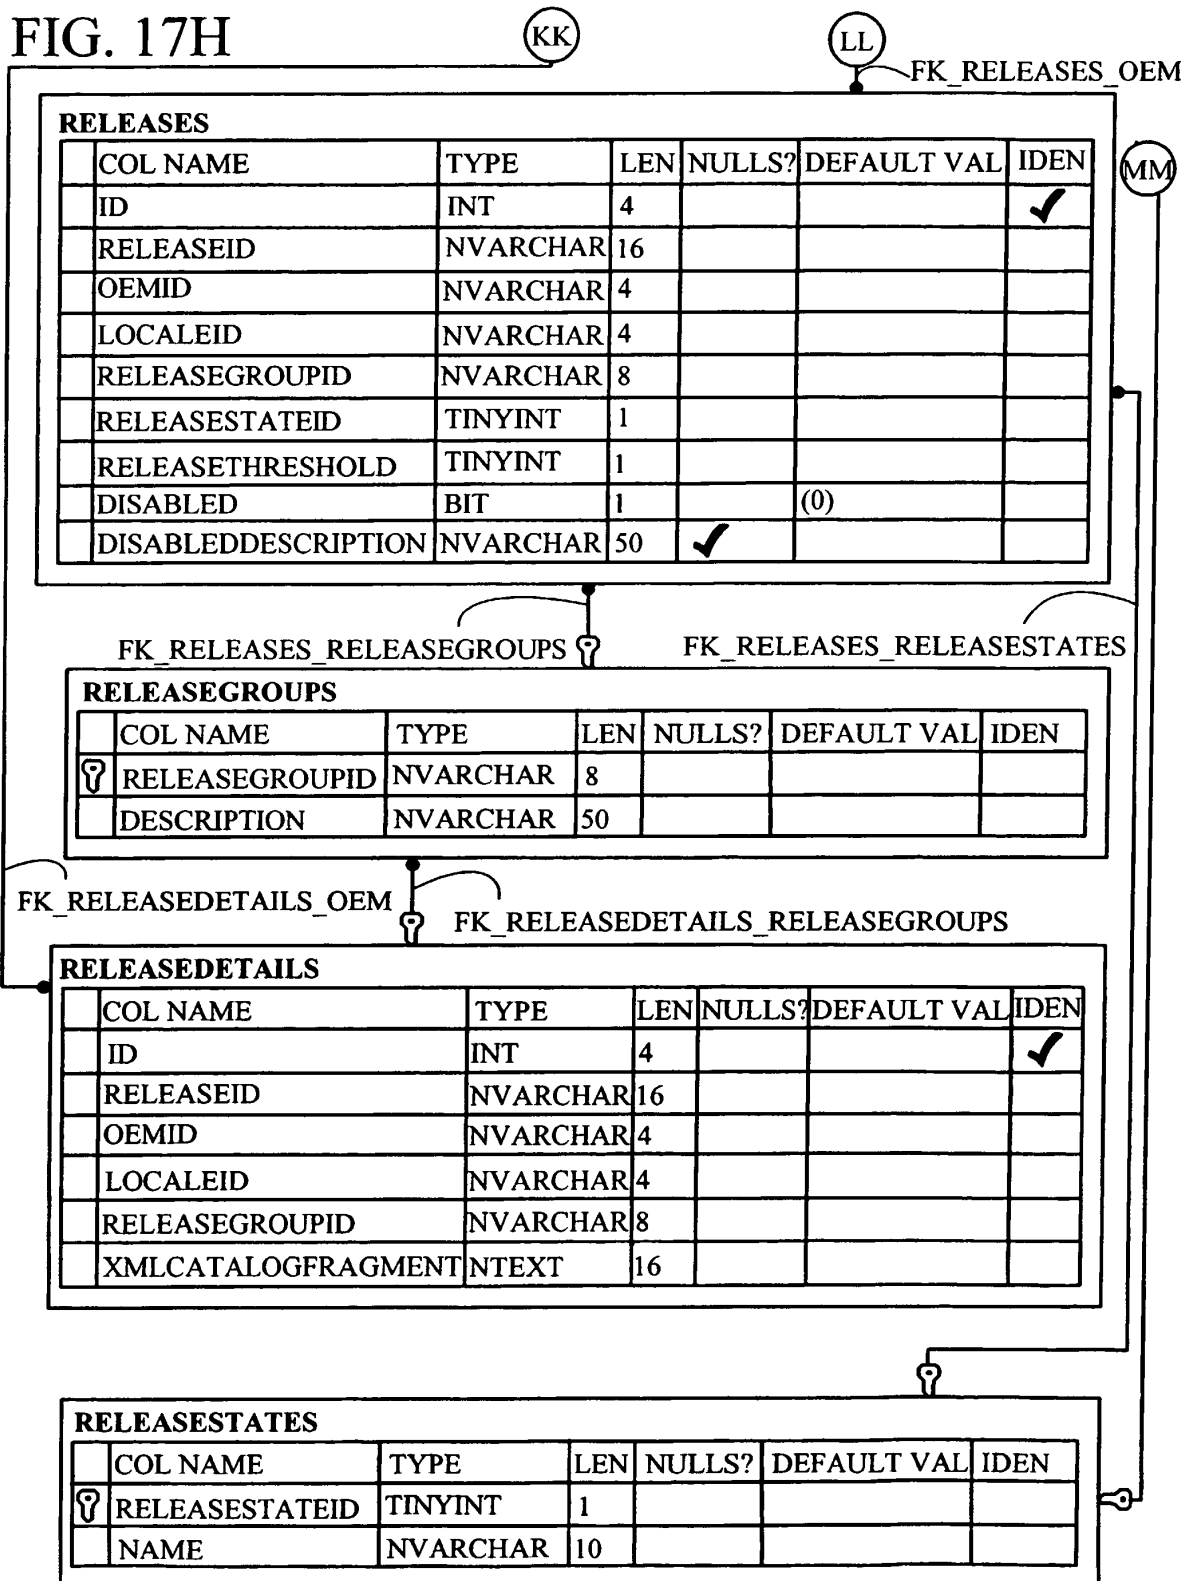 FIG. 17H
KK
LL
FK_RELEASES_OEM
MM
RELEASES
COL NAME TYPE LEN NULLS? DEFAULT VAL IDEN
ID INT 4 ✓
RELEASEID NVARCHAR 16
OEMID NVARCHAR 4
LOCALEID NVARCHAR 4
RELEASEGROUPID NVARCHAR 8
RELEASESTATEID TINYINT 1
RELEASETHRESHOLD TINYINT 1
DISABLED BIT 1 (0)
DISABLEDDESCRIPTION NVARCHAR 50 ✓
FK_RELEASES_RELEASEGROUPS
FK_RELEASES_RELEASESTATES
RELEASEGROUPS
COL NAME TYPE LEN NULLS? DEFAULT VAL IDEN
RELEASEGROUPID NVARCHAR 8
DESCRIPTION NVARCHAR 50
FK_RELEASEDETAILS_OEM
FK_RELEASEDETAILS_RELEASEGROUPS
RELEASEDETAILS
COL NAME TYPE LEN NULLS? DEFAULT VAL IDEN
ID INT 4 ✓
RELEASEID NVARCHAR 16
OEMID NVARCHAR 4
LOCALEID NVARCHAR 4
RELEASEGROUPID NVARCHAR 8
XMLCATALOGFRAGMENT NTEXT 16
RELEASESTATES
COL NAME TYPE LEN NULLS? DEFAULT VAL IDEN
RELEASESTATEID TINYINT 1
NAME NVARCHAR 10